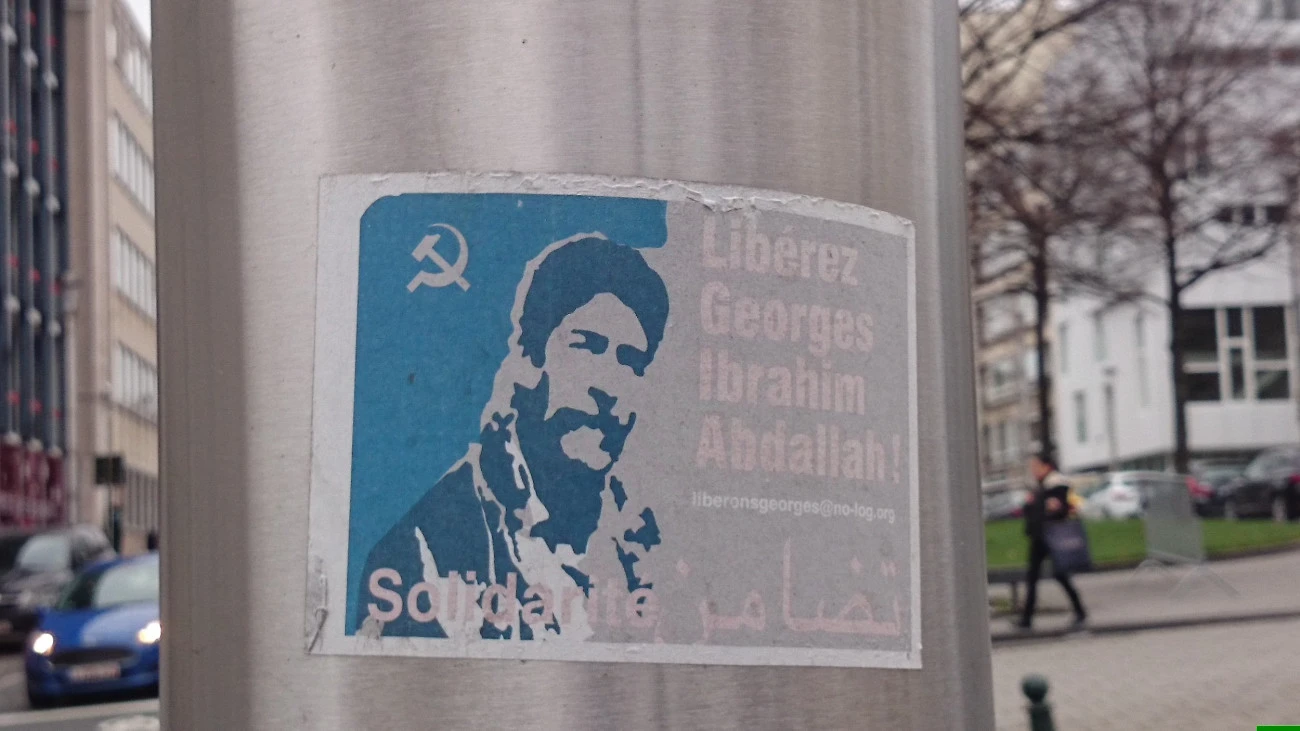 Libérez
Georges
Ibrahim
Abdallah!
liberonsgeorges@no-log.org
Solidarité تضامن